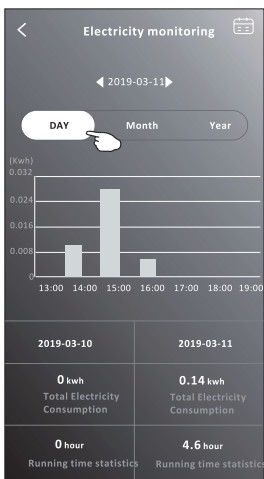 Electricity monitoring
2019-03-11
DAY Month Year
(Kwh)
0.032
0.024
0.016
0.008
0
13:00 14:00 15:00 16:00 17:00 18:00 19:00
2019-03-10 2019-03-11
0 kwh 0.14 kwh
Total Electricity Total Electricity
Consumption Consumption
0 hour 4.6 hour
Running time statistics Running time statistics